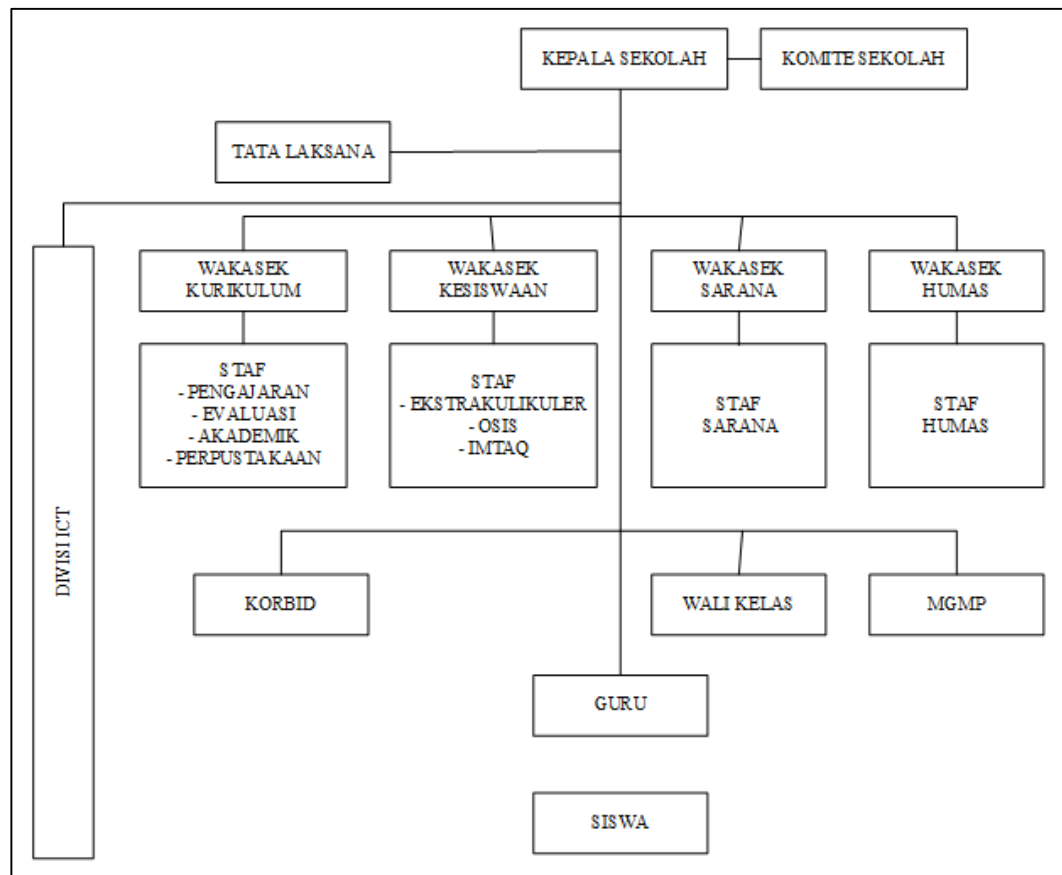 KEPALA SEKOLAH
KOMITE SEKOLAH
TATA LAKSANA
DIVISI ICT
WAKASEK
KURIKULUM
WAKASEK
KESISWAAN
WAKASEK
SARANA
WAKASEK
HUMAS
STAF
- PENGAJARAN
- EVALUASI
- AKADEMIK
- PERPUSTAKAAN
STAF
- EKSTRAKULIKULER
- OSIS
- IMTAQ
STAF
SARANA
STAF
HUMAS
KORBID
WALI KELAS
MGMP
GURU
SISWA